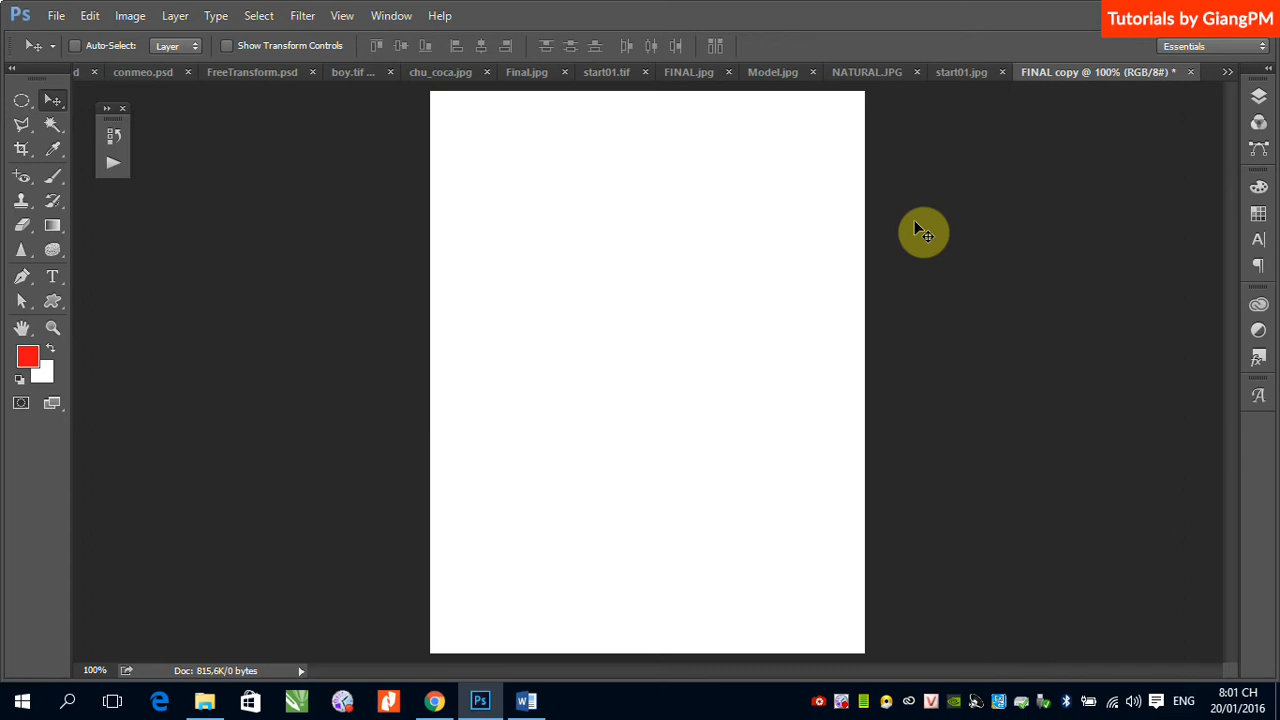 Ps File Edit Image Layer Type Select Filter View Window Help
Tutorials by GiangPM
Auto-Select: Layer Show Transform Controls
Essentials
d conmeo.psd FreeTransform.psd boy.tif ... chu_coca.jpg Final.jpg start01.tif FINAL.jpg Model.jpg NATURAL.JPG start01.jpg FINAL copy @ 100% (RGB/8#) *
100% Doc: 815,6K/0 bytes
Ps ENG 8:01 CH
20/01/2016